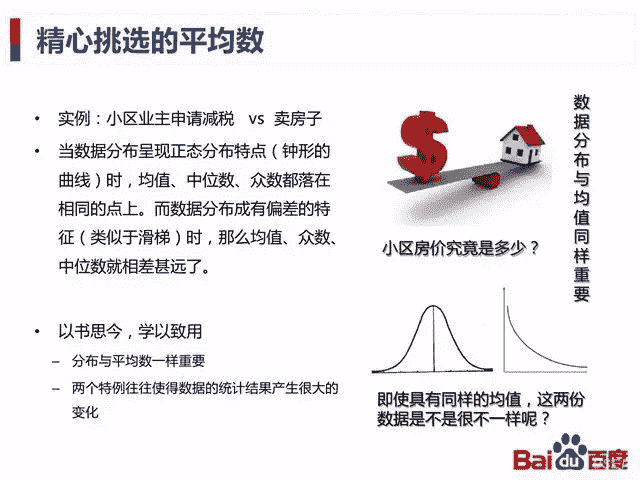 精心挑选的平均数
• 实例：小区业主申请减税 vs 卖房子
• 当数据分布呈现正态分布特点（钟形的
曲线）时，均值、中位数、众数都落在
相同的点上。而数据分布成有偏差的特
征（类似于滑梯）时，那么均值、众数、
中位数就相差甚远了。
• 以书思今，学以致用
– 分布与平均数一样重要
– 两个特例往往使得数据的统计结果产生很大的
变化
$
小区房价究竟是多少？
数据分布与均值同样重要
即使具有同样的均值，这两份
数据是不是很不一样呢？
Bai du 百度